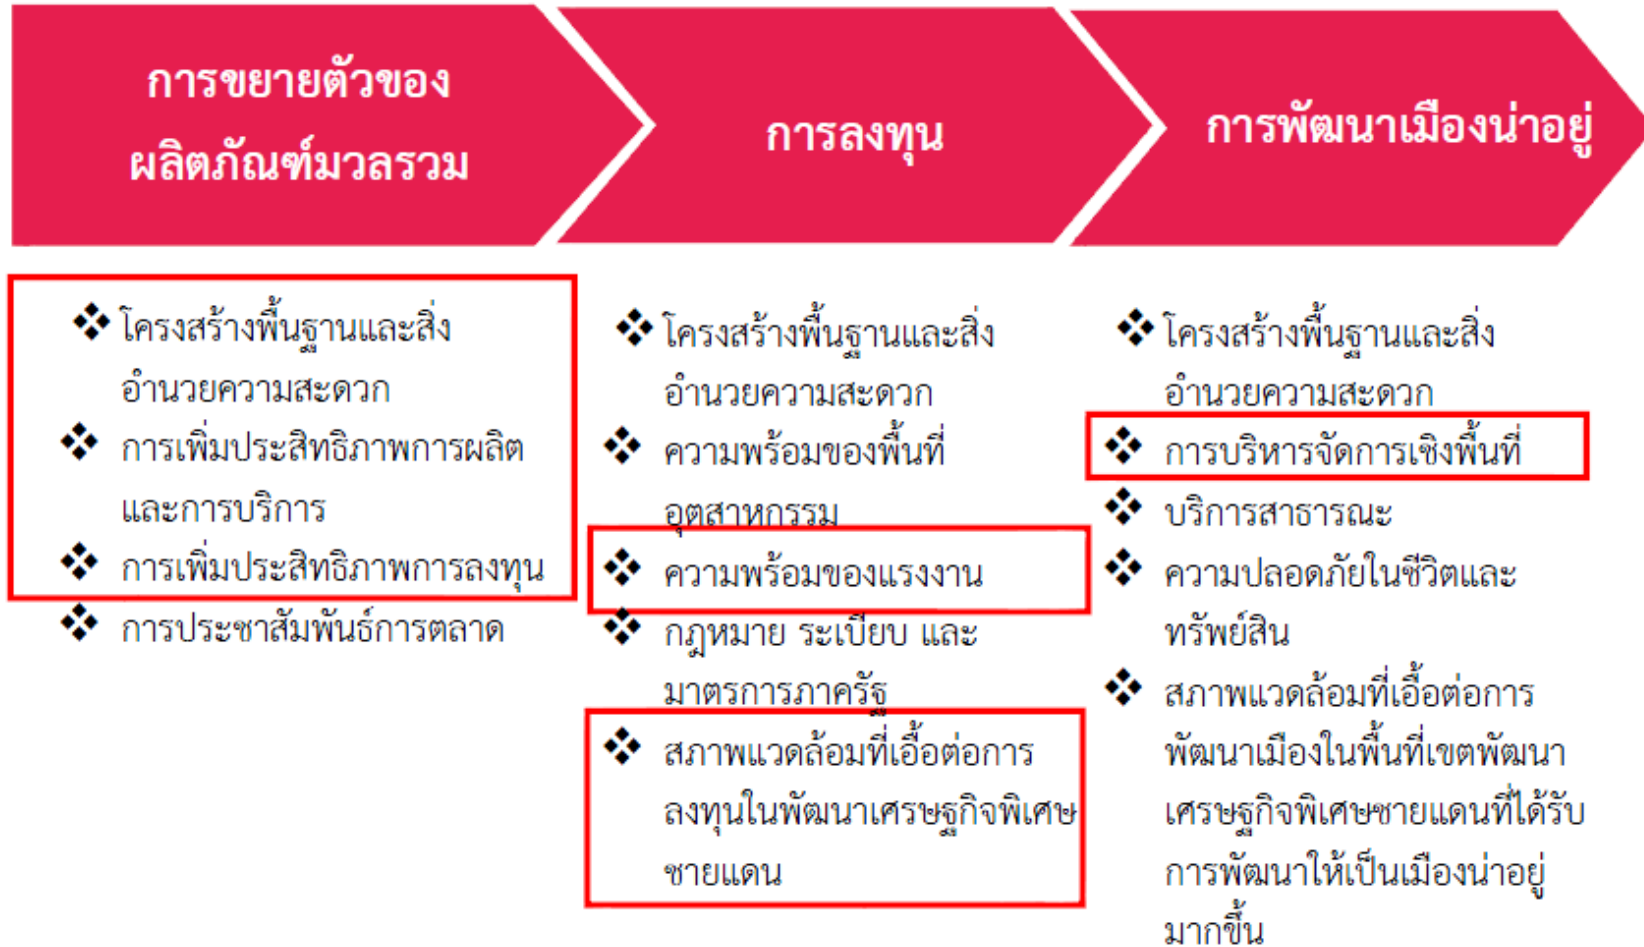 การขยายตัวของ
ผลิตภัณฑ์มวลรวม
การลงทุน
การพัฒนาเมืองน่าอยู่
❖ โครงสร้างพื้นฐานและสิ่ง
อำนวยความสะดวก
❖ การเพิ่มประสิทธิภาพการผลิต
และการบริการ
❖ การเพิ่มประสิทธิภาพการลงทุน
❖ การประชาสัมพันธ์การตลาด
❖ โครงสร้างพื้นฐานและสิ่ง
อำนวยความสะดวก
❖ ความพร้อมของพื้นที่
อุตสาหกรรม
❖ ความพร้อมของแรงงาน
❖ กฎหมาย ระเบียบ และ
มาตรการภาครัฐ
❖ สภาพแวดล้อมที่เอื้อต่อการ
ลงทุนในพัฒนาเศรษฐกิจพิเศษ
ชายแดน
❖ โครงสร้างพื้นฐานและสิ่ง
อำนวยความสะดวก
❖ การบริหารจัดการเชิงพื้นที่
❖ บริการสาธารณะ
❖ ความปลอดภัยในชีวิตและ
ทรัพย์สิน
❖ สภาพแวดล้อมที่เอื้อต่อการ
พัฒนาเมืองในพื้นที่เขตพัฒนา
เศรษฐกิจพิเศษชายแดนที่ได้รับ
การพัฒนาให้เป็นเมืองน่าอยู่
มากขึ้น